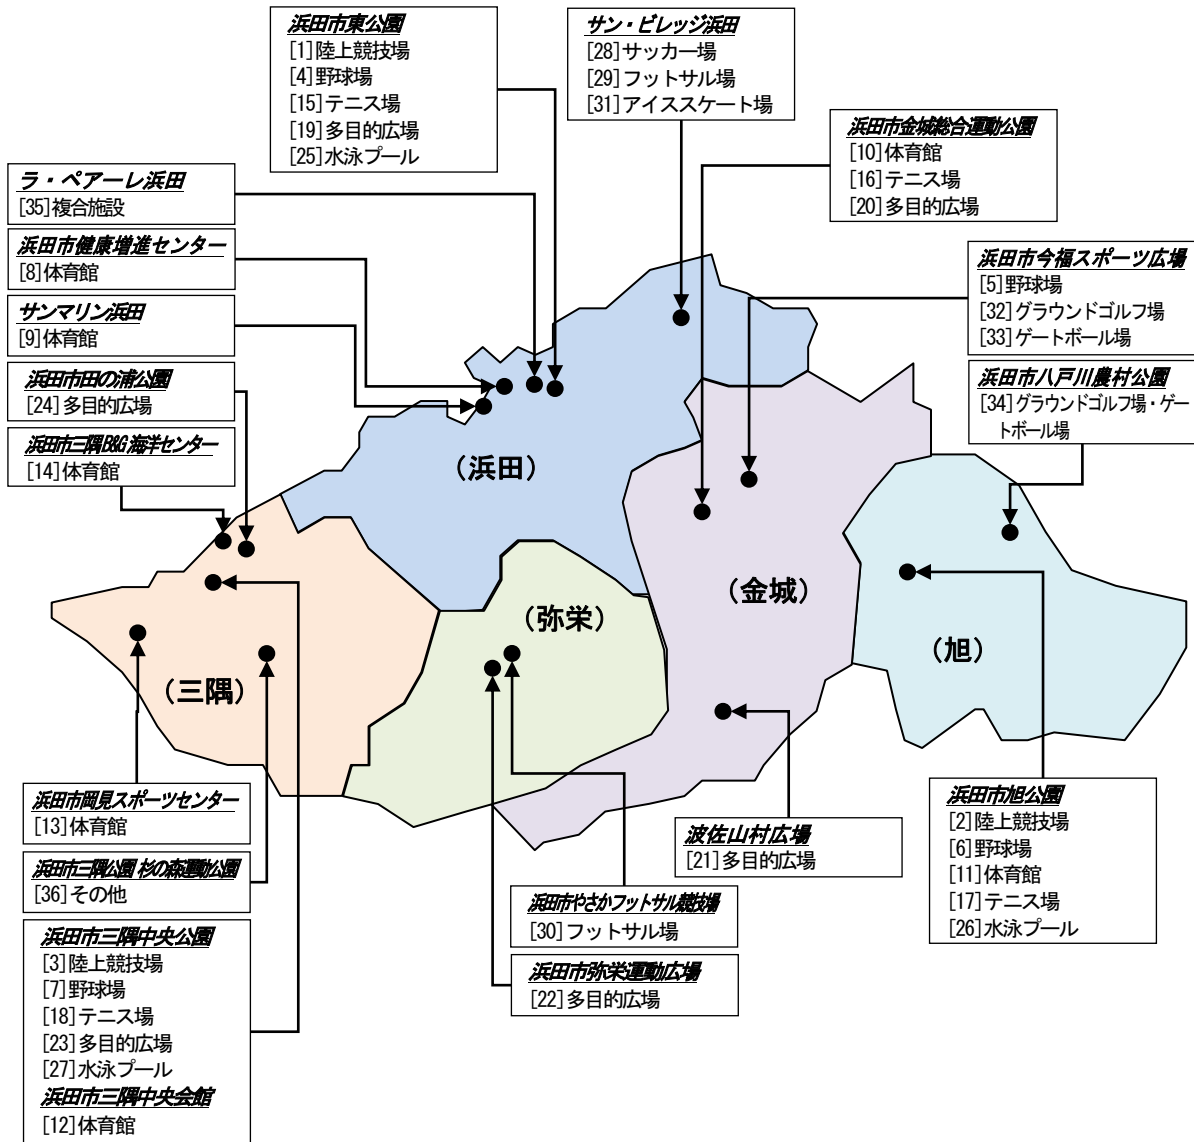 浜田市東公園
[1]陸上競技場
[4]野球場
[15]テニス場
[19]多目的広場
[25]水泳プール
サン・ビレッジ浜田
[28]サッカー場
[29]フットサル場
[31]アイススケート場
浜田市金城総合運動公園
[10]体育館
[16]テニス場
[20]多目的広場
ラ・ペアーレ浜田
[35]複合施設
浜田市健康増進センター
[8]体育館
サンマリン浜田
[9]体育館
浜田市田の浦公園
[24]多目的広場
浜田市三隅B&G海洋センター
[14]体育館
浜田市今福スポーツ広場
[5]野球場
[32]グラウンドゴルフ場
[33]ゲートボール場
浜田市八戸川農村公園
[34]グラウンドゴルフ場・ゲー
トボール場
（浜田）
（金城）
（弥栄）
（旭）
（三隅）
浜田市岡見スポーツセンター
[13]体育館
浜田市三隅公園 杉の森運動公園
[36]その他
浜田市三隅中央公園
[3]陸上競技場
[7]野球場
[18]テニス場
[23]多目的広場
[27]水泳プール
浜田市三隅中央会館
[12]体育館
波佐山村広場
[21]多目的広場
浜田市やさかフットサル競技場
[30]フットサル場
浜田市弥栄運動広場
[22]多目的広場
浜田市旭公園
[2]陸上競技場
[6]野球場
[11]体育館
[17]テニス場
[26]水泳プール